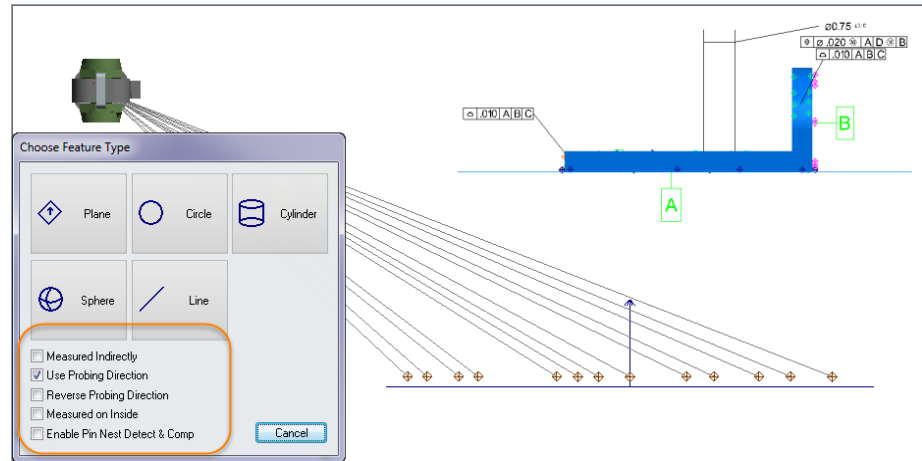 ⌀0.75
⌖ ⌀ .020 Ⓜ A D Ⓜ B
⌓ .010 A B C
⌓ .010 A B C
B
A
Choose Feature Type
Plane
Circle
Cylinder
Sphere
Line
Measured Indirectly
Use Probing Direction
Reverse Probing Direction
Measured on Inside
Enable Pin Nest Detect & Comp
Cancel